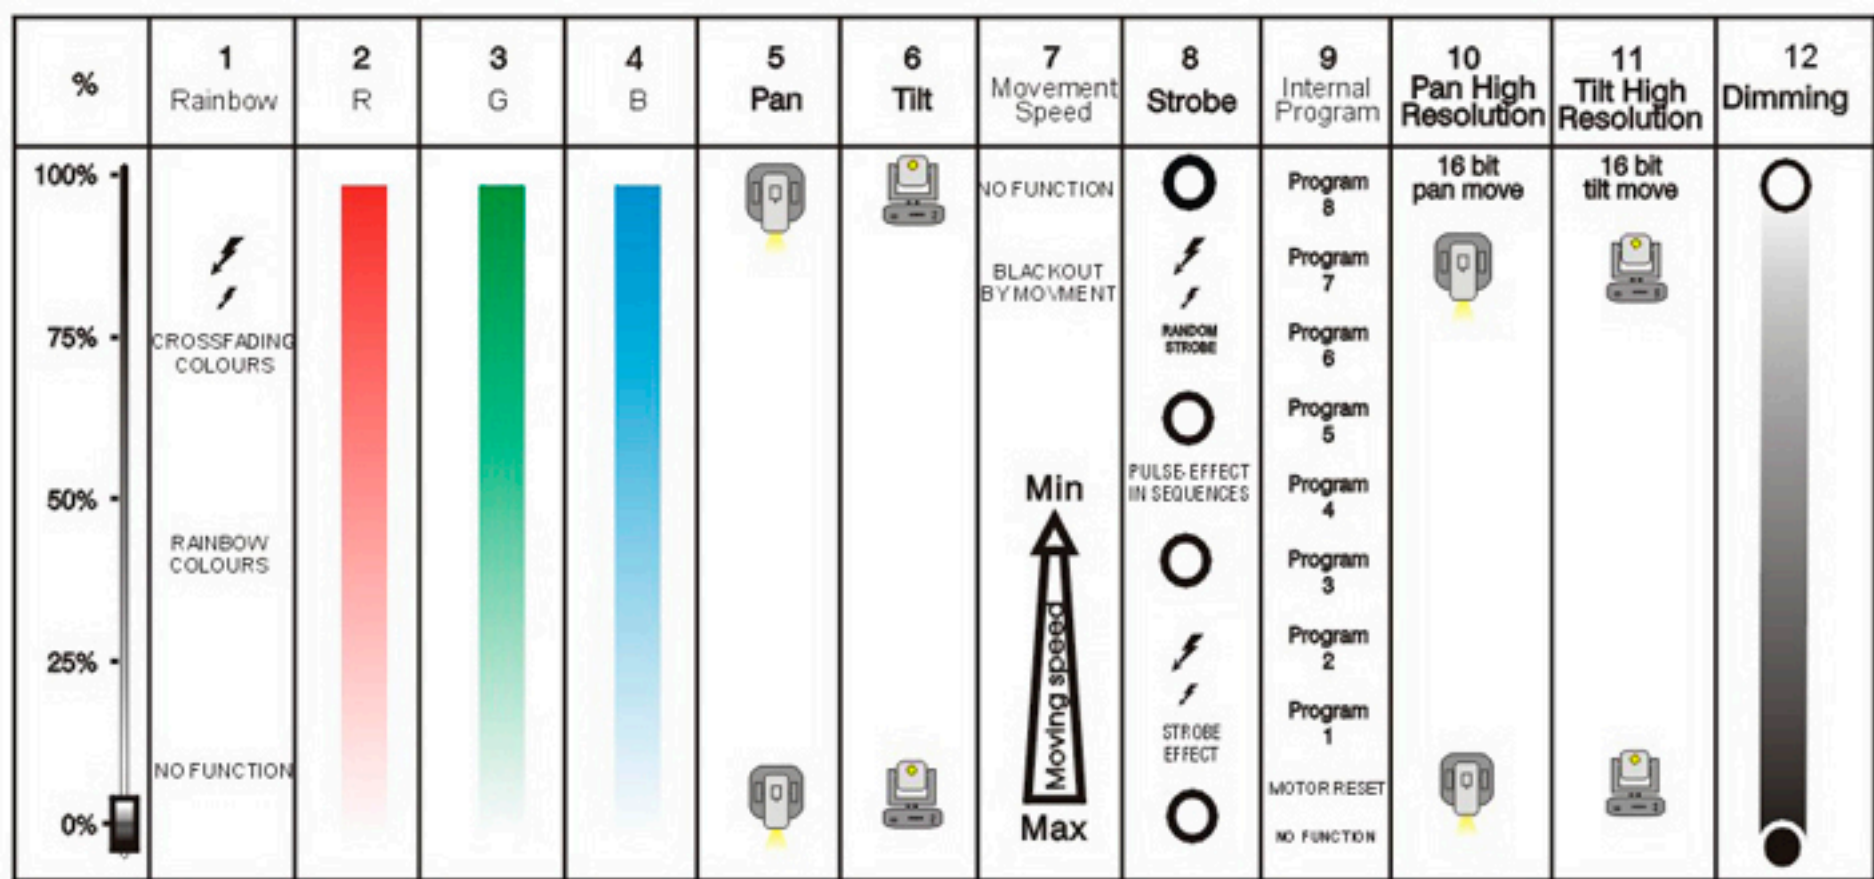 %
1
Rainbow
2
R
3
G
4
B
5
Pan
6
Tilt
7
Movement
Speed
8
Strobe
9
Internal
Program
10
Pan High
Resolution
11
Tilt High
Resolution
12
Dimming
100%
75%
50%
25%
0%
CROSSFADING
COLOURS
RAINBOW
COLOURS
NO FUNCTION
NO FUNCTION
BLACKOUT
BY MOVMENT
Min
Moving speed
Max
RANDOM
STROBE
PULSE-EFFECT
IN SEQUENCES
STROBE
EFFECT
Program
8
Program
7
Program
6
Program
5
Program
4
Program
3
Program
2
Program
1
MOTOR RESET
NO FUNCTION
16 bit
pan move
16 bit
tilt move